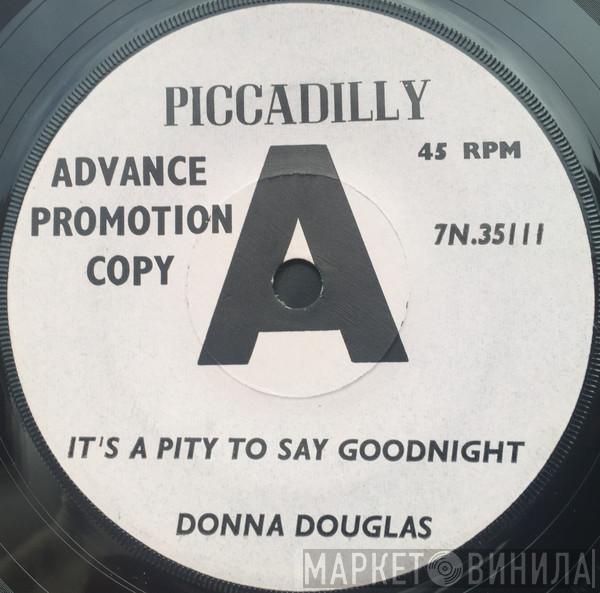 PICCADILLY
ADVANCE
PROMOTION
COPY
A
45 RPM
7N.35111
IT'S A PITY TO SAY GOODNIGHT
DONNA DOUGLAS
МАРКЕТ ВИНИЛА